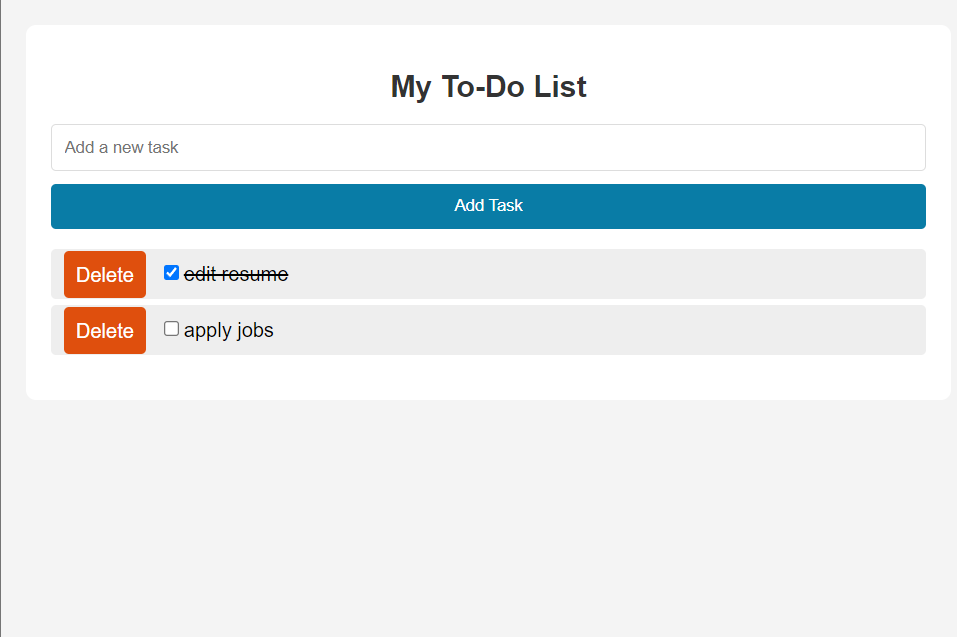 My To-Do List
Add a new task
Add Task
Delete edit resume
Delete apply jobs